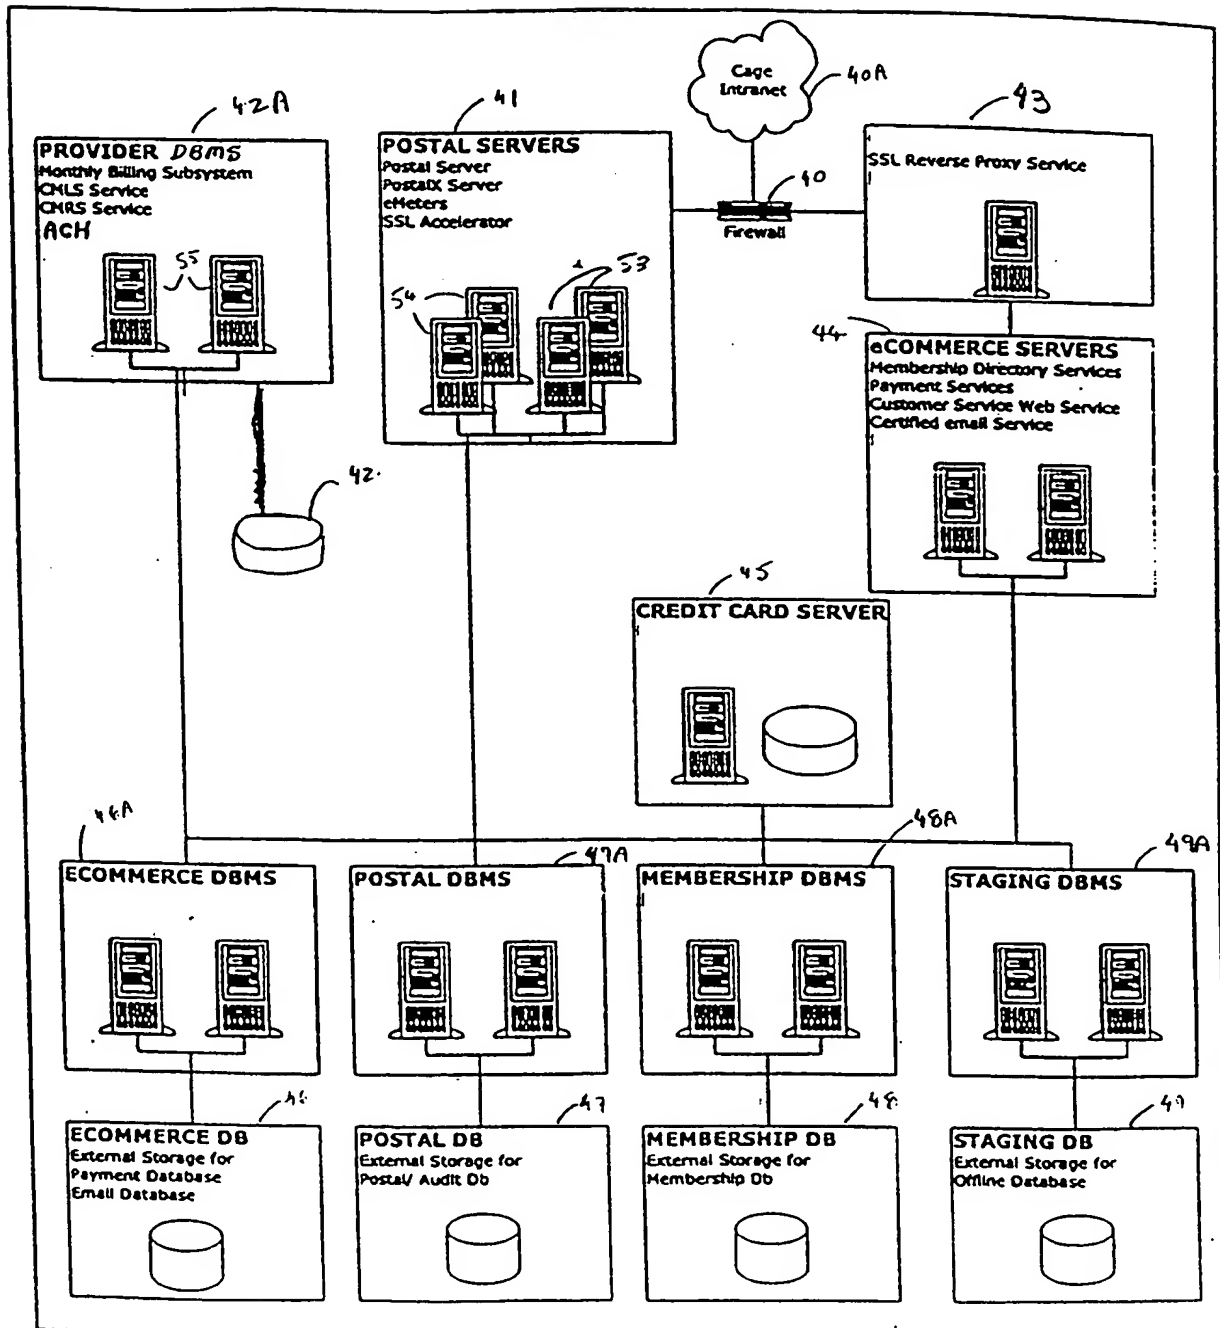 Cage
Intranet
40A
42A
41
43
PROVIDER DBMS
Monthly Billing Subsystem
CMLS Service
CMRS Service
ACH
55
POSTAL SERVERS
Postal Server
PostalX Server
eMeters
SSL Accelerator
54
53
40
Firewall
SSL Reverse Proxy Service
44
eCOMMERCE SERVERS
Membership Directory Services
Payment Services
Customer Service Web Service
Certified email Service
42
45
CREDIT CARD SERVER
46A
47A
48A
49A
ECOMMERCE DBMS
POSTAL DBMS
MEMBERSHIP DBMS
STAGING DBMS
46
47
48
49
ECOMMERCE DB
External Storage for
Payment Database
Email Database
POSTAL DB
External Storage for
Postal/ Audit Db
MEMBERSHIP DB
External Storage for
Membership Db
STAGING DB
External Storage for
Offline Database